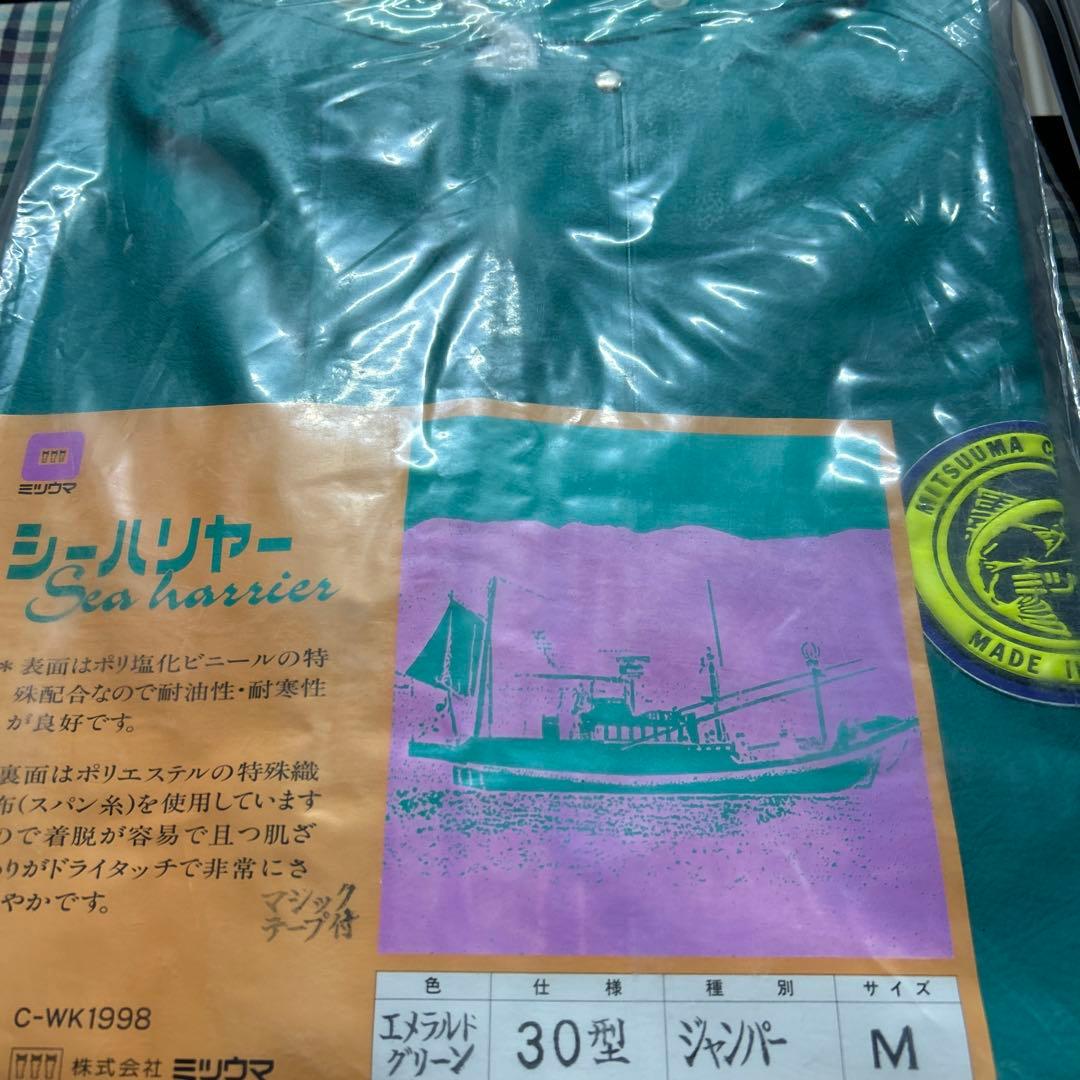 ミツウマ
シーハリヤー
Sea harrier
* 表面はポリ塩化ビニールの特
殊配合なので耐油性・耐寒性
が良好です。
裏面はポリエステルの特殊織
布(スパン糸)を使用しています
ので着脱が容易で且つ肌ざ
わりがドライタッチで非常にさ
やかです。
マジック
テープ付
C-WK1998
株式会社 ミツウマ
MITSUUMA C
MADE I
色 仕様 種別 サイズ
エメラルド
グリーン 30型 ジャンパー M